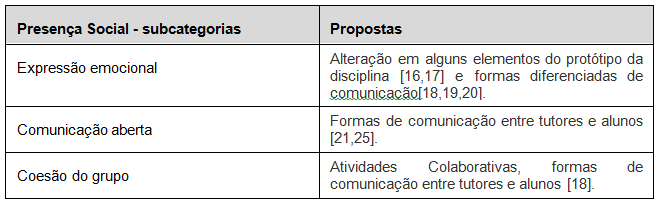 Presença Social - subcategorias
Propostas
Expressão emocional
Alteração em alguns elementos do protótipo da
disciplina [16,17] e formas diferenciadas de
comunicação[18,19,20].
Comunicação aberta
Formas de comunicação entre tutores e alunos
[21,25].
Coesão do grupo
Atividades Colaborativas, formas de
comunicação entre tutores e alunos [18].